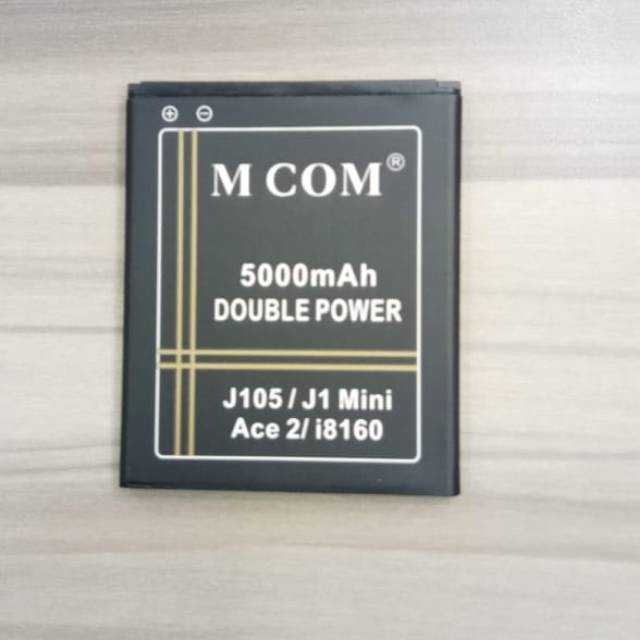 ⊕ ⊖
M COM®
5000mAh
DOUBLE POWER
J105 / J1 Mini
Ace 2/ i8160